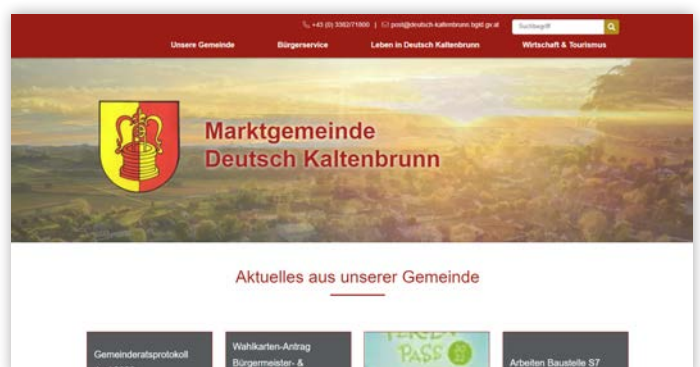 +43 (0) 3382/71800 | post@deutsch-kaltenbrunn.bgld.gv.at Suchbegriff
Unsere Gemeinde Bürgerservice Leben in Deutsch Kaltenbrunn Wirtschaft & Tourismus
Marktgemeinde
Deutsch Kaltenbrunn
Aktuelles aus unserer Gemeinde
Gemeinderatsprotokoll
Wahlkarten-Antrag
Bürgermeister- &
PASS
Arbeiten Baustelle S7